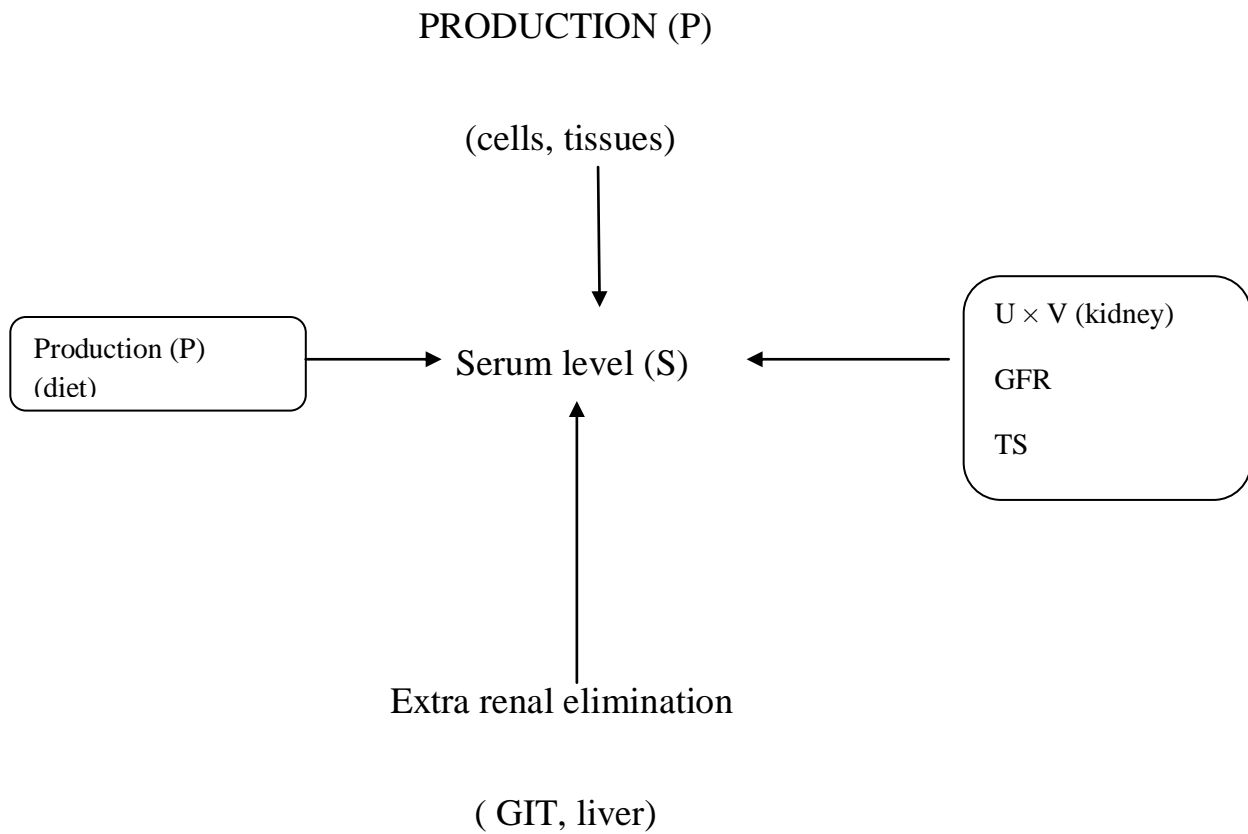 PRODUCTION (P)
(cells, tissues)
U × V (kidney)
Production (P)
(diet)
Serum level (S)
GFR
TS
Extra renal elimination
( GIT, liver)